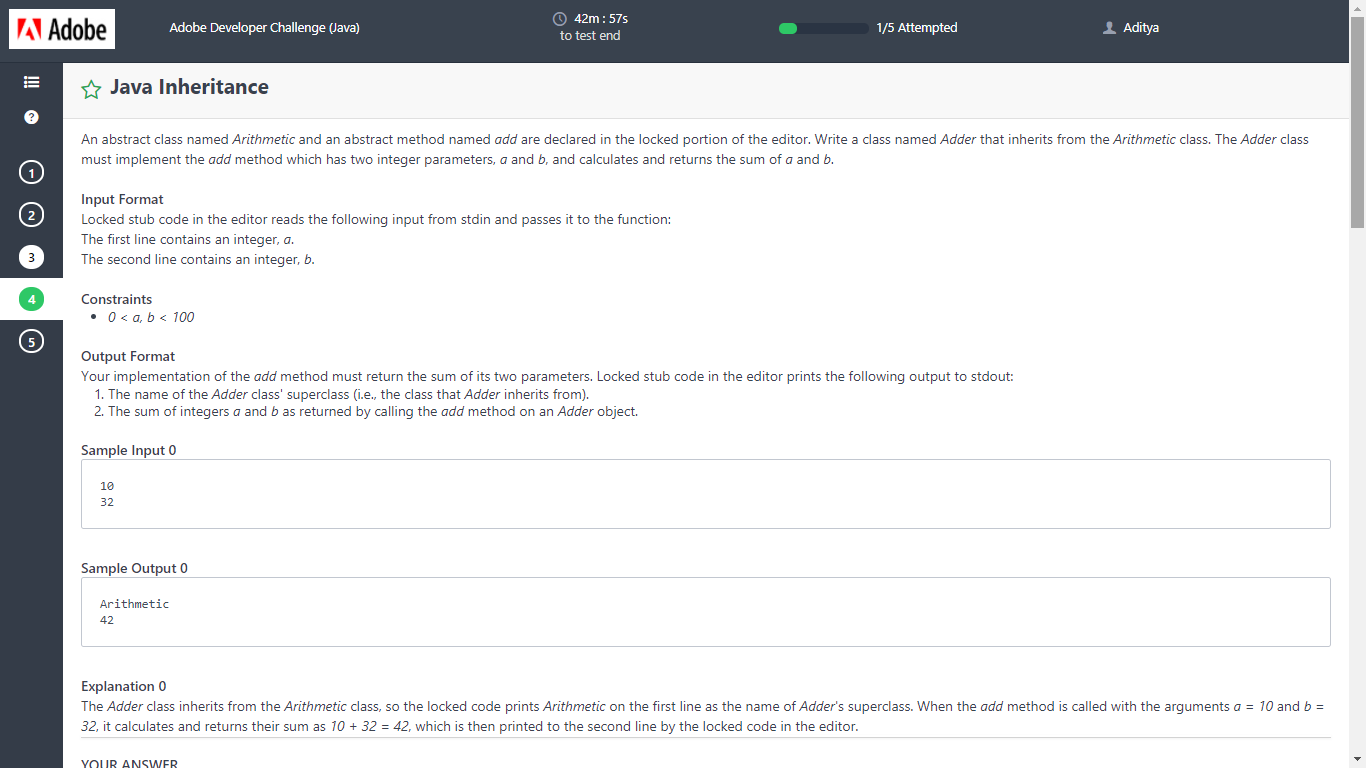 Adobe
Adobe Developer Challenge (Java)
42m : 57s
to test end
1/5 Attempted
Aditya
?
1
2
3
4
5
Java Inheritance
An abstract class named Arithmetic and an abstract method named add are declared in the locked portion of the editor. Write a class named Adder that inherits from the Arithmetic class. The Adder class
must implement the add method which has two integer parameters, a and b, and calculates and returns the sum of a and b.
Input Format
Locked stub code in the editor reads the following input from stdin and passes it to the function:
The first line contains an integer, a.
The second line contains an integer, b.
Constraints
• 0 < a, b < 100
Output Format
Your implementation of the add method must return the sum of its two parameters. Locked stub code in the editor prints the following output to stdout:
1. The name of the Adder class' superclass (i.e., the class that Adder inherits from).
2. The sum of integers a and b as returned by calling the add method on an Adder object.
Sample Input 0
10
32
Sample Output 0
Arithmetic
42
Explanation 0
The Adder class inherits from the Arithmetic class, so the locked code prints Arithmetic on the first line as the name of Adder's superclass. When the add method is called with the arguments a = 10 and b =
32, it calculates and returns their sum as 10 + 32 = 42, which is then printed to the second line by the locked code in the editor.
YOUR ANSWER